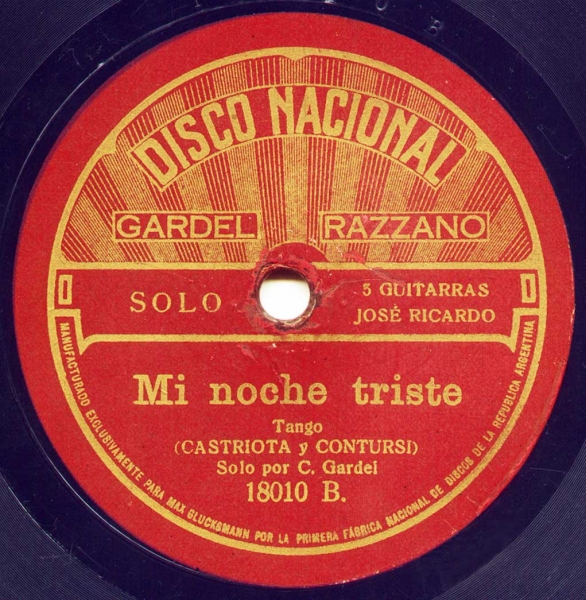 DISCO NACIONAL
GARDEL RAZZANO
SOLO
5 GUITARRAS
JOSÉ RICARDO
Mi noche triste
Tango
(CASTRIOTA y CONTURSI)
Solo por C. Gardel
18010 B.
MANUFACTURADO EXCLUSIVAMENTE PARA MAX GLUCKSMANN POR LA PRIMERA FÁBRICA NACIONAL DE DISCOS DE LA REPUBLICA ARGENTINA